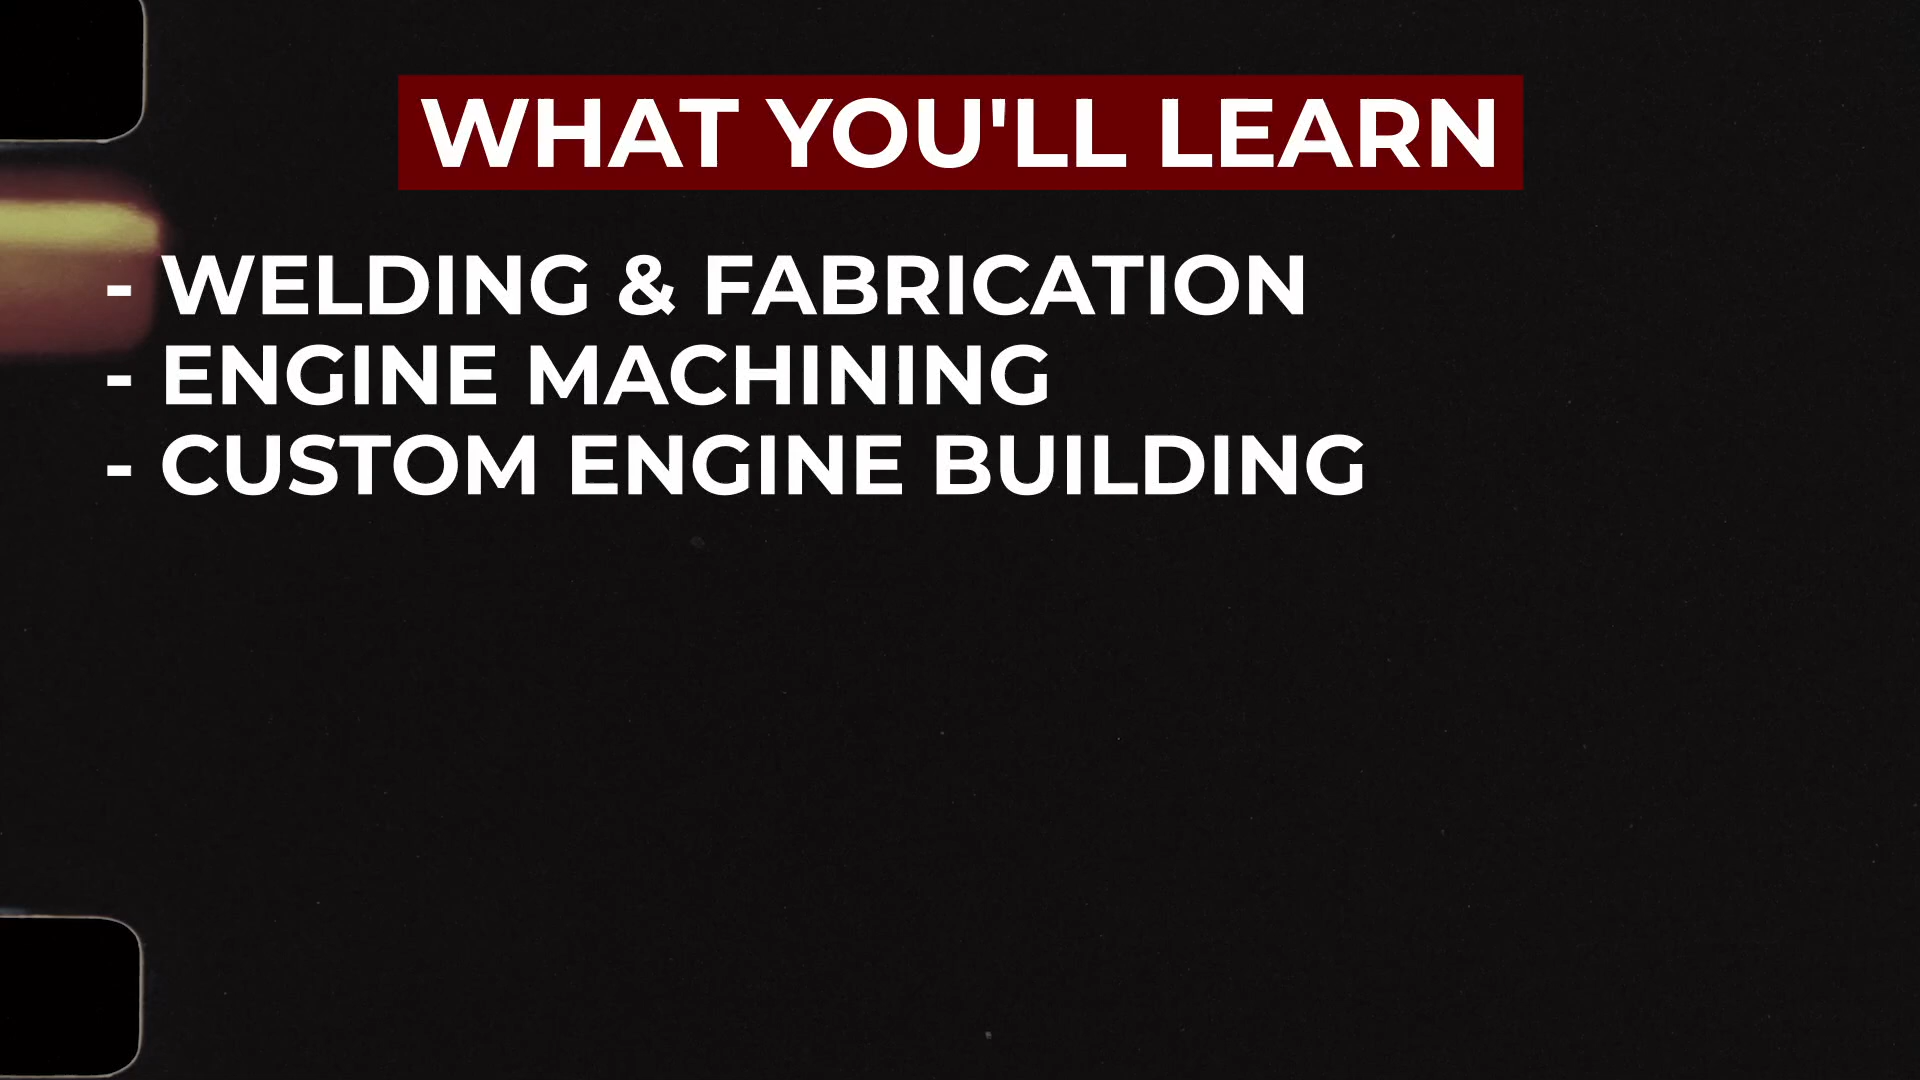 WHAT YOU'LL LEARN
- WELDING & FABRICATION
- ENGINE MACHINING
- CUSTOM ENGINE BUILDING